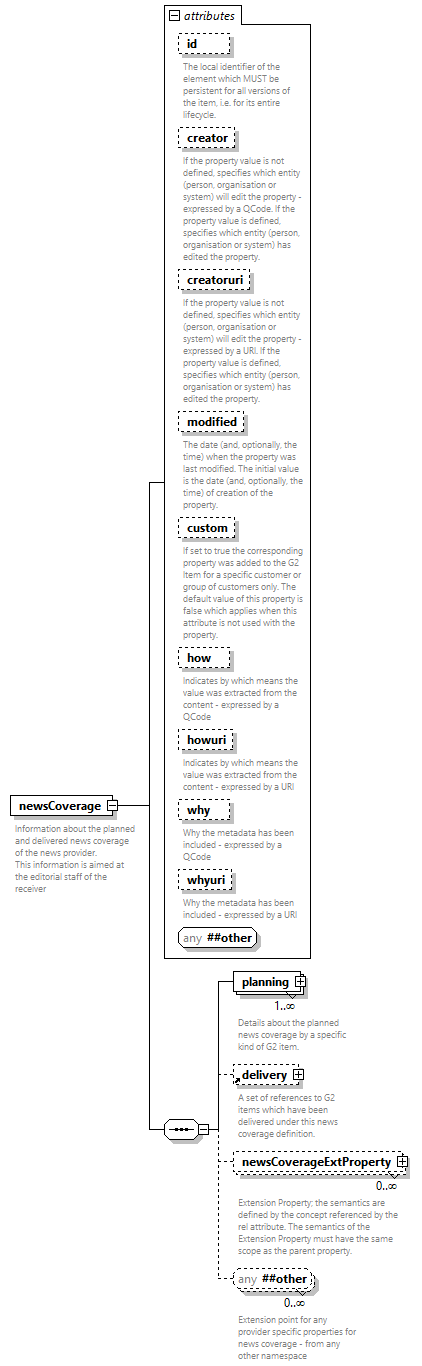 attributes
id
The local identifier of the
element which MUST be
persistent for all versions of
the item, i.e. for its entire
lifecycle.
creator
If the property value is not
defined, specifies which entity
(person, organisation or
system) will edit the property -
expressed by a QCode. If the
property value is defined,
specifies which entity (person,
organisation or system) has
edited the property.
creatoruri
If the property value is not
defined, specifies which entity
(person, organisation or
system) will edit the property -
expressed by a URI. If the
property value is defined,
specifies which entity (person,
organisation or system) has
edited the property.
modified
The date (and, optionally, the
time) when the property was
last modified. The initial value
is the date (and, optionally, the
time) of creation of the
property.
custom
If set to true the corresponding
property was added to the G2
Item for a specific customer or
group of customers only. The
default value of this property is
false which applies when this
attribute is not used with the
property.
how
Indicates by which means the
value was extracted from the
content - expressed by a
QCode
howuri
Indicates by which means the
value was extracted from the
content - expressed by a URI
why
Why the metadata has been
included - expressed by a
QCode
whyuri
Why the metadata has been
included - expressed by a URI
any ##other
newsCoverage
Information about the planned
and delivered news coverage
of the news provider.
This information is aimed at
the editorial staff of the
receiver
planning
1..∞
Details about the planned
news coverage by a specific
kind of G2 item.
delivery
A set of references to G2
items which have been
delivered under this news
coverage definition.
newsCoverageExtProperty
0..∞
Extension Property; the semantics are
defined by the concept referenced by the
rel attribute. The semantics of the
Extension Property must have the same
scope as the parent property.
any ##other
0..∞
Extension point for any
provider specific properties for
news coverage - from any
other namespace